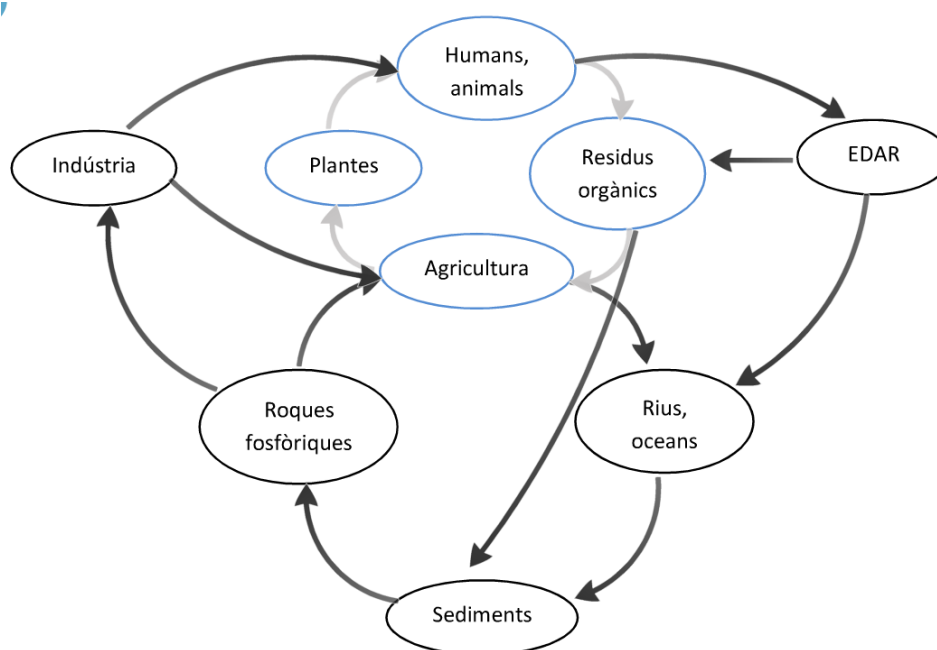 Humans,
animals
Indústria
Plantes
Residus
orgànics
EDAR
Agricultura
Roques
fosfòriques
Rius,
oceans
Sediments